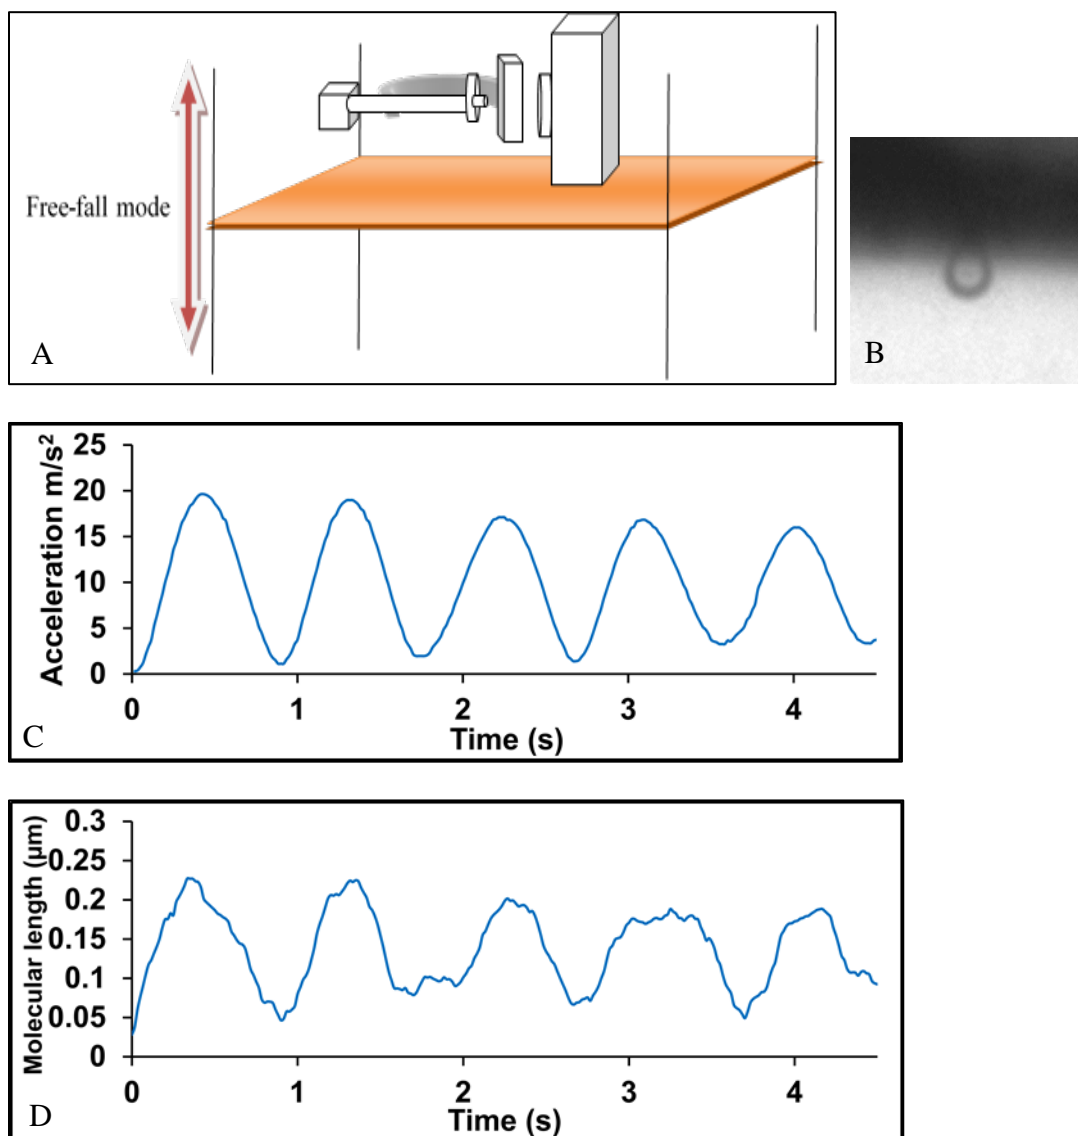 Free-fall mode
A
B
Acceleration m/s²
25
20
15
10
5
0
0 1 2 3 4
Time (s)
C
Molecular length (μm)
0.3
0.25
0.2
0.15
0.1
0.05
0
0 1 2 3 4
Time (s)
D